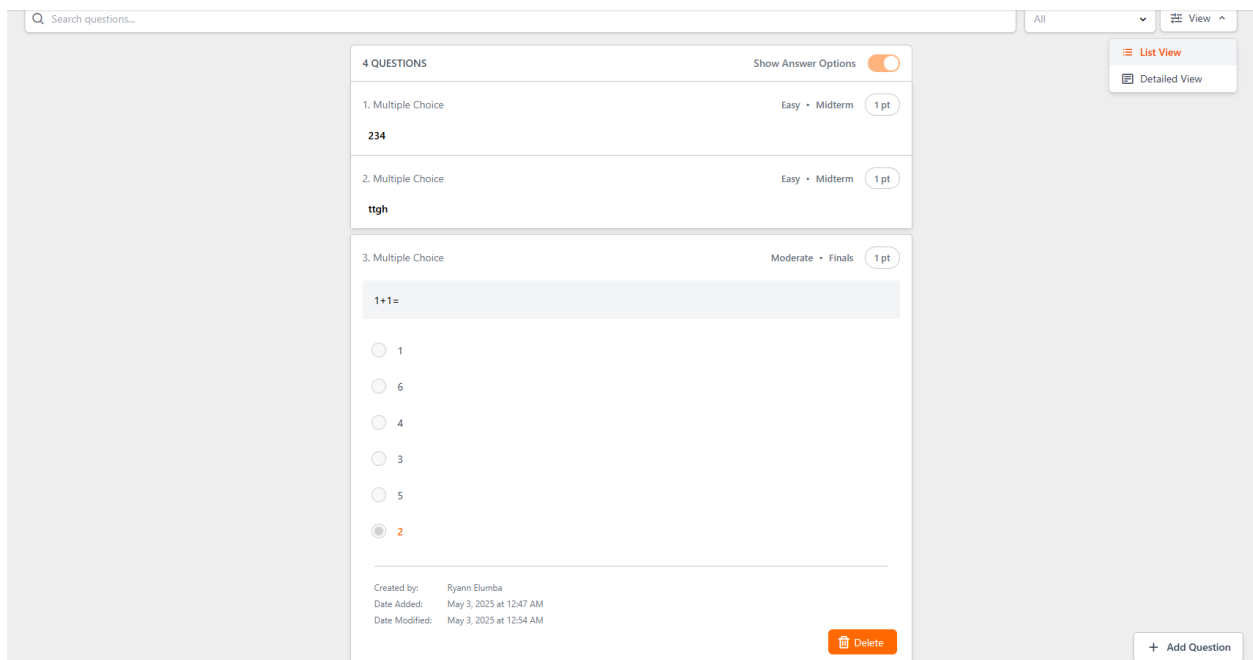 Search questions...
All
View
List View
Detailed View
4 QUESTIONS
Show Answer Options
1. Multiple Choice
Easy • Midterm
1 pt
234
2. Multiple Choice
Easy • Midterm
1 pt
ttgh
3. Multiple Choice
Moderate • Finals
1 pt
1+1=
1
6
4
3
5
2
Created by: Ryann Elumba
Date Added: May 3, 2025 at 12:47 AM
Date Modified: May 3, 2025 at 12:54 AM
Delete
+ Add Question